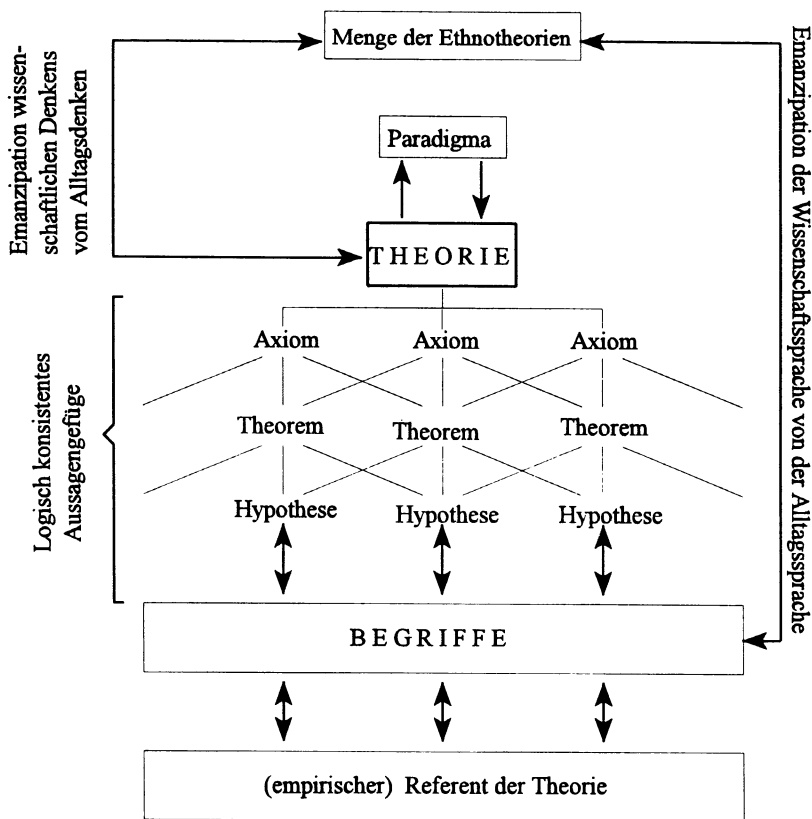 Menge der Ethnotheorien
Emanzipation wissen-
schaftlichen Denkens
vom Alltagsdenken
Emanzipation der Wissenschaftssprache von der Alltagssprache
Paradigma
THEORIE
Logisch konsistentes
Aussagengefüge
Axiom Axiom Axiom
Theorem Theorem Theorem
Hypothese Hypothese Hypothese
BEGRIFFE
(empirischer) Referent der Theorie